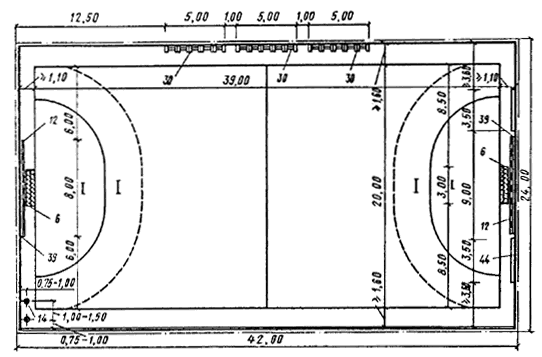 12,50 5,00 1,00 5,00 1,00 5,00
30 30 30
⩾1,10 39,00 ⩾1,60 8,50 ⩾3,60 ⩾1,10
12 6,00 3,50 39
6
8,00 I I 20,00 I 3,00 I 9,00 24,00
6 12
39 6,00 8,50 3,50 44
0,75-1,00 ⩾1,60 ⩾3,60
14 1,00-1,50
0,75-1,00 42,00